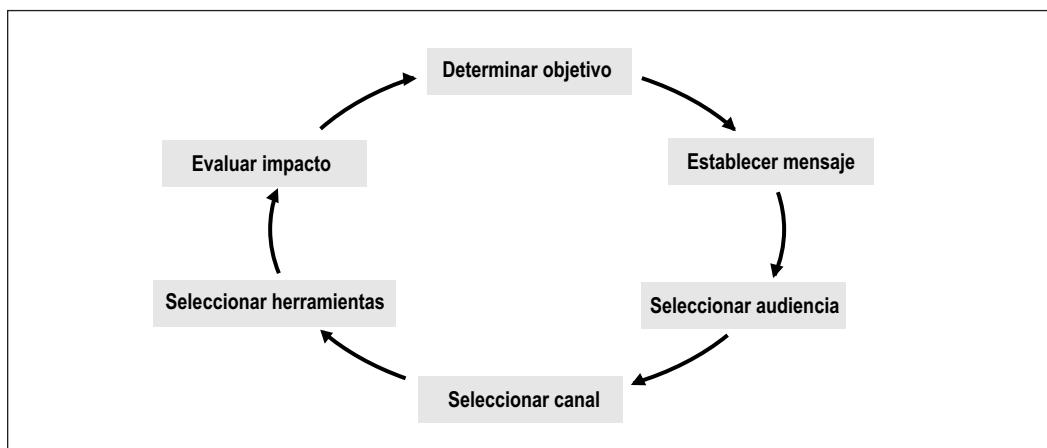 Determinar objetivo
Establecer mensaje
Seleccionar audiencia
Seleccionar canal
Seleccionar herramientas
Evaluar impacto